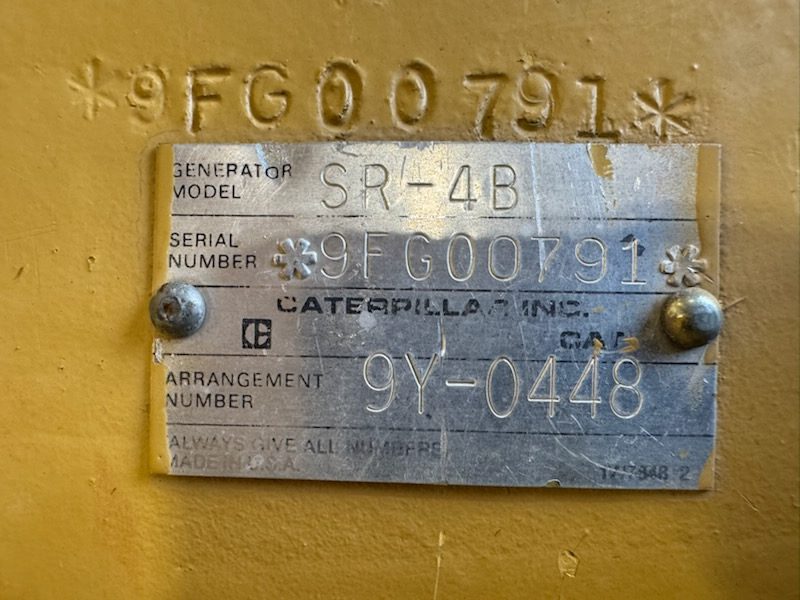 *9FG00791*
GENERATOR MODEL SR-4B
SERIAL NUMBER *9FG00791*
CATERPILLAR INC.
ARRANGEMENT NUMBER 9Y-0448
ALWAYS GIVE ALL NUMBERS
MADE IN U.S.A.